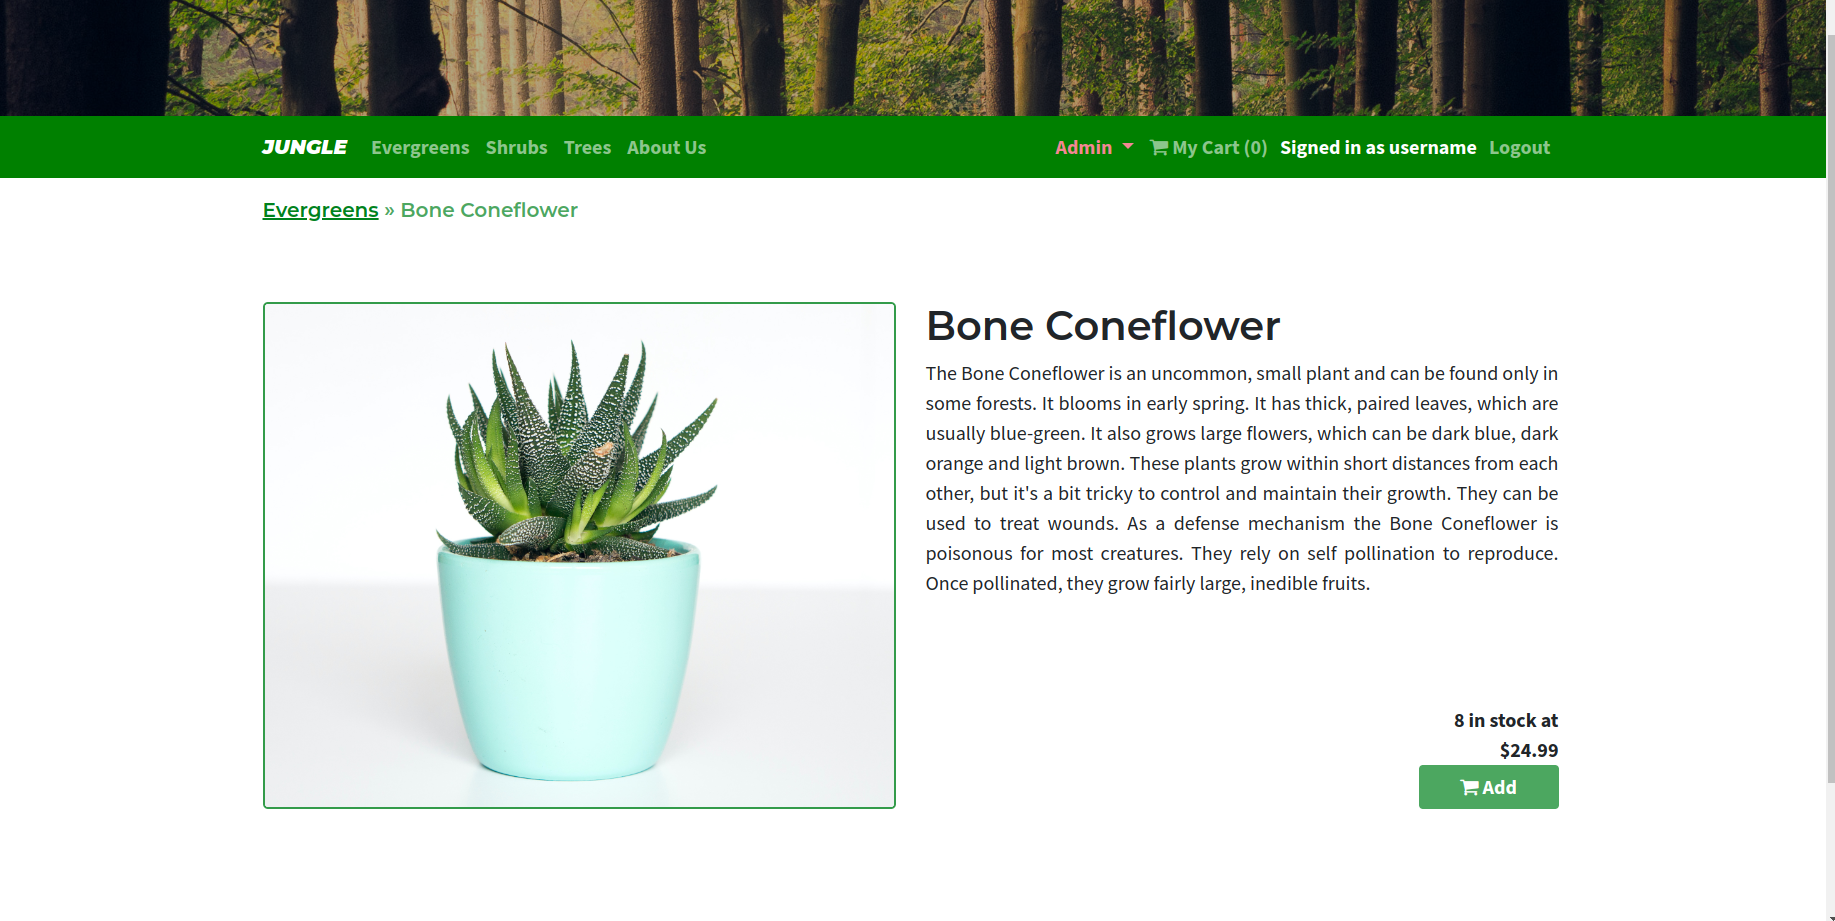 JUNGLE Evergreens Shrubs Trees About Us Admin My Cart (0) Signed in as username Logout
Evergreens » Bone Coneflower
Bone Coneflower
The Bone Coneflower is an uncommon, small plant and can be found only in
some forests. It blooms in early spring. It has thick, paired leaves, which are
usually blue-green. It also grows large flowers, which can be dark blue, dark
orange and light brown. These plants grow within short distances from each
other, but it's a bit tricky to control and maintain their growth. They can be
used to treat wounds. As a defense mechanism the Bone Coneflower is
poisonous for most creatures. They rely on self pollination to reproduce.
Once pollinated, they grow fairly large, inedible fruits.
8 in stock at
$24.99
Add